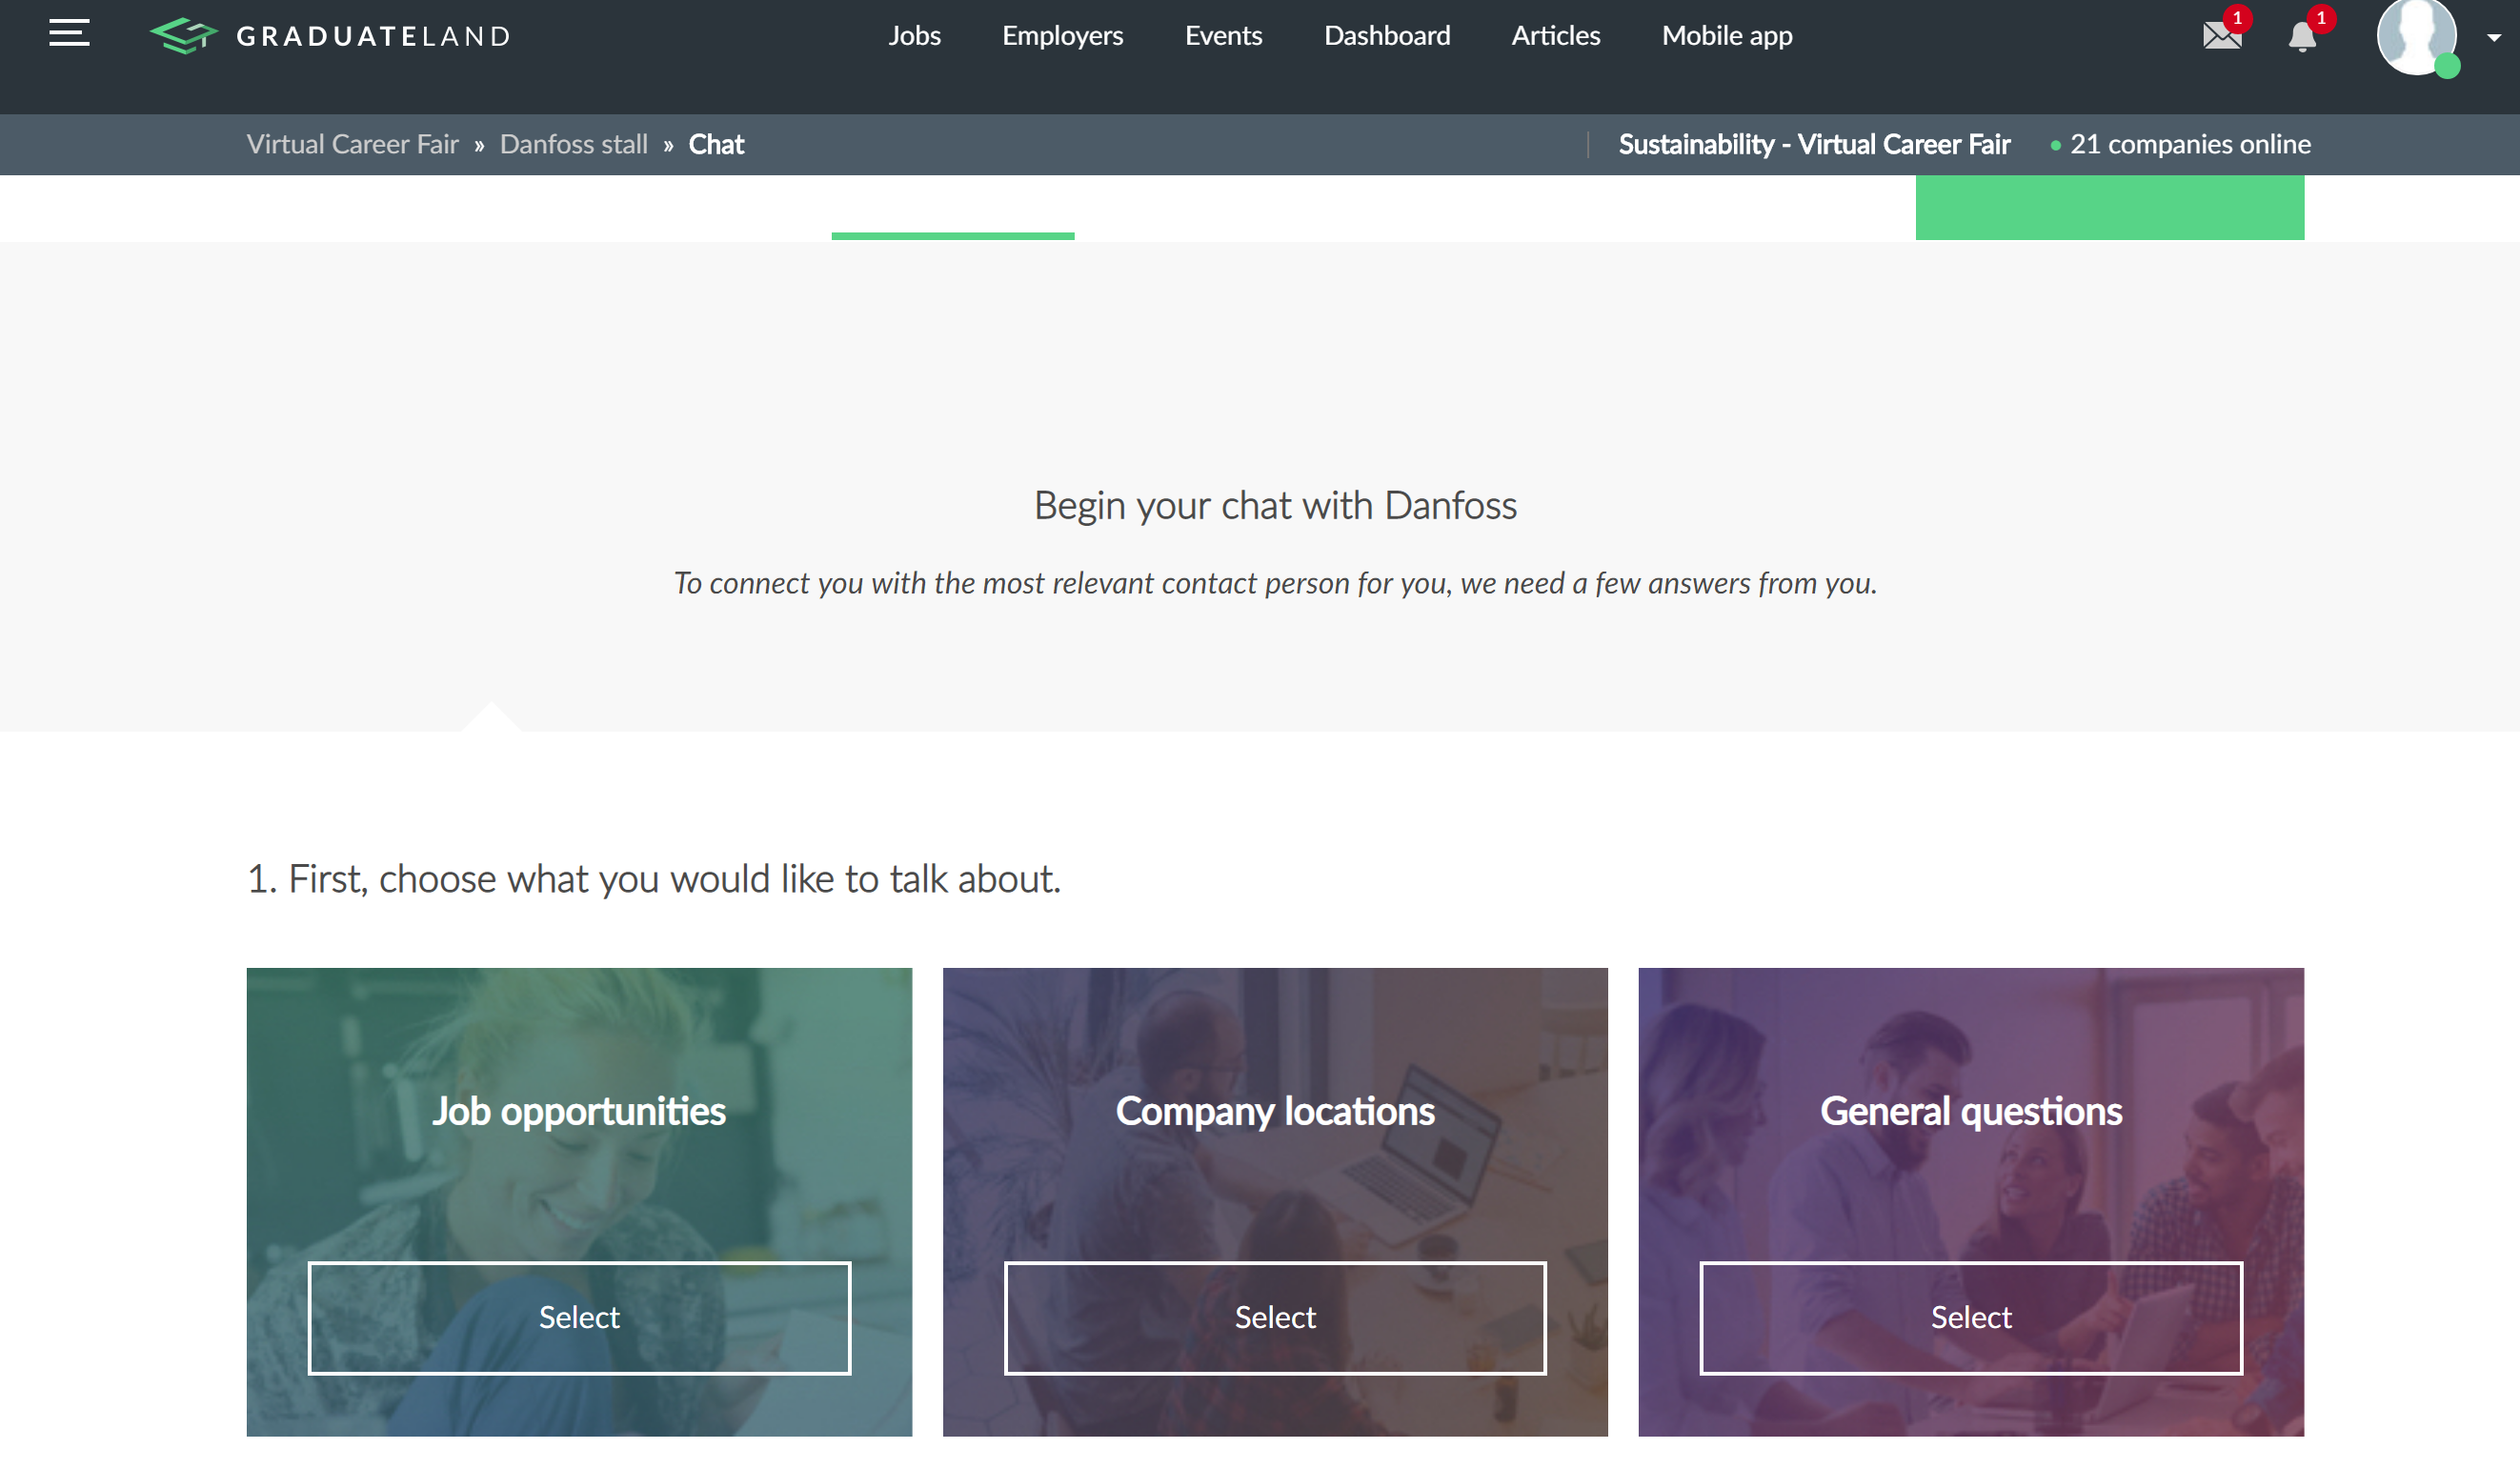 GRADUATELAND
Jobs Employers Events Dashboard Articles Mobile app
1 1
Virtual Career Fair » Danfoss stall » Chat
Sustainability - Virtual Career Fair 21 companies online
Begin your chat with Danfoss
To connect you with the most relevant contact person for you, we need a few answers from you.
1. First, choose what you would like to talk about.
Job opportunities
Select
Company locations
Select
General questions
Select